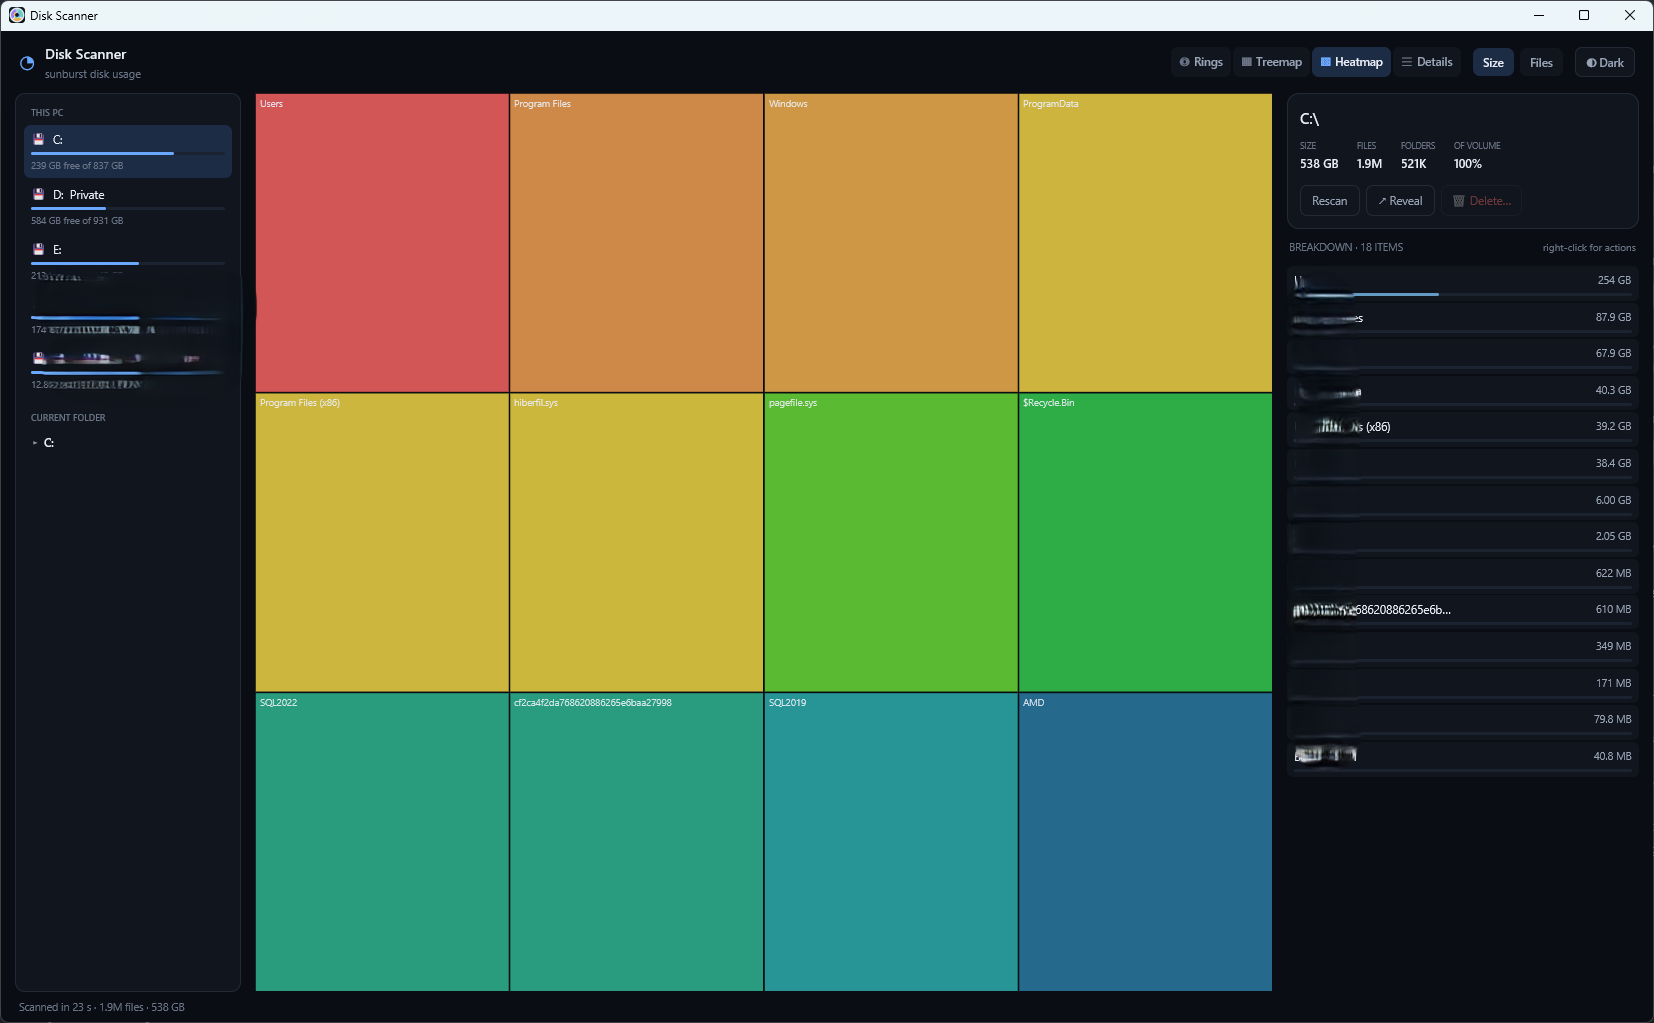 Disk Scanner
Disk Scanner
sunburst disk usage
Rings
Treemap
Heatmap
Details
Size
Files
Dark
THIS PC
C:
239 GB free of 837 GB
D: Private
584 GB free of 931 GB
E:
CURRENT FOLDER
C:
Users
Program Files
Windows
ProgramData
Program Files (x86)
hiberfil.sys
pagefile.sys
$Recycle.Bin
SQL2022
cf2ca4f2da768620886265e6baa27998
SQL2019
AMD
C:\
SIZE FILES FOLDERS OF VOLUME
538 GB 1.9M 521K 100%
Rescan
Reveal
Delete...
BREAKDOWN · 18 ITEMS
right-click for actions
254 GB
87.9 GB
67.9 GB
40.3 GB
(x86) 39.2 GB
38.4 GB
6.00 GB
2.05 GB
622 MB
68620886265e6b... 610 MB
349 MB
171 MB
79.8 MB
40.8 MB
Scanned in 23 s · 1.9M files · 538 GB